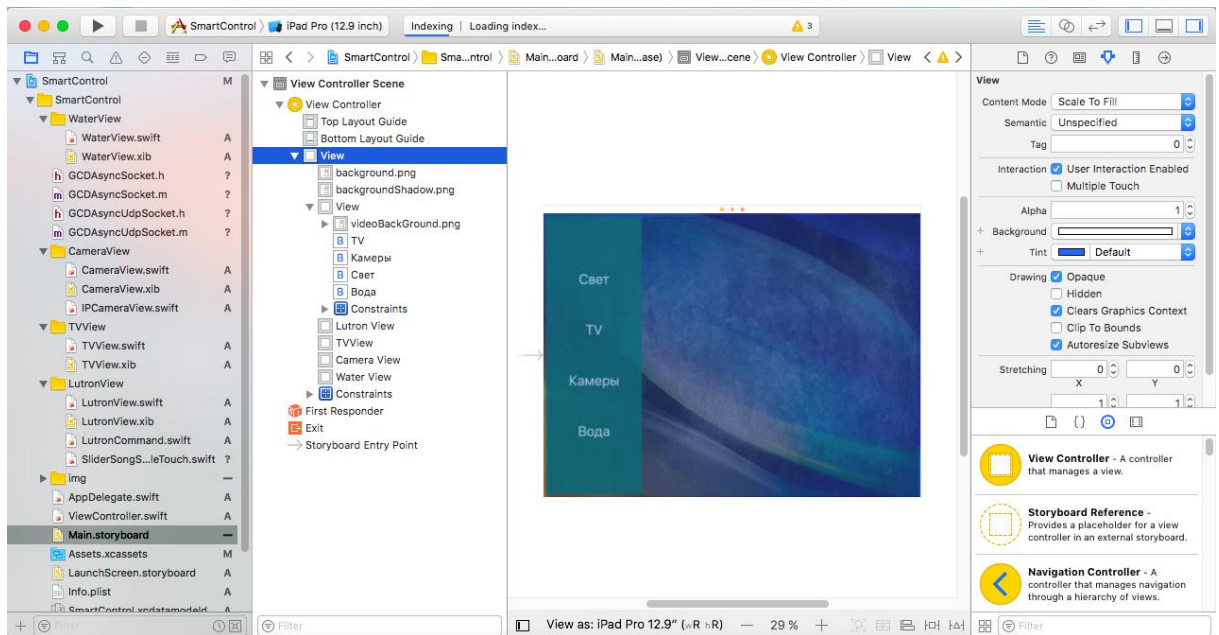 SmartControl
iPad Pro (12.9 inch)
Indexing | Loading index...
3
SmartControl
Sma...ntrol
Main...oard
Main...ase)
View...cene
View Controller
View
SmartControl M
SmartControl
WaterView
WaterView.swift A
WaterView.xib A
GCDAsyncSocket.h ?
GCDAsyncSocket.m ?
GCDAsyncUdpSocket.h ?
GCDAsyncUdpSocket.m ?
CameraView
CameraView.swift A
CameraView.xib A
IPCameraView.swift A
TVView
TVView.swift A
TVView.xib A
LutronView
LutronView.swift A
LutronView.xib A
LutronCommand.swift A
SliderSongS...leTouch.swift ?
img
AppDelegate.swift A
ViewController.swift A
Main.storyboard
Assets.xcassets M
LaunchScreen.storyboard A
Info.plist A
SmartControl.xcdatamodeld A
Filter
View Controller Scene
View Controller
Top Layout Guide
Bottom Layout Guide
View
background.png
backgroundShadow.png
View
videoBackGround.png
B TV
B Камеры
B Свет
B Вода
Constraints
Lutron View
TVView
Camera View
Water View
Constraints
First Responder
Exit
Storyboard Entry Point
Filter
Свет
TV
Камеры
Вода
View as: iPad Pro 12.9" (wR hR) — 29 % +
View
Content Mode Scale To Fill
Semantic Unspecified
Tag 0
Interaction User Interaction Enabled
Multiple Touch
Alpha 1
+ Background
+ Tint Default
Drawing Opaque
Hidden
Clears Graphics Context
Clip To Bounds
Autoresize Subviews
Stretching 0 0
X Y
1 1
View Controller - A controller
that manages a view.
Storyboard Reference -
Provides a placeholder for a view
controller in an external storyboard.
Navigation Controller - A
controller that manages navigation
through a hierarchy of views.
Filter